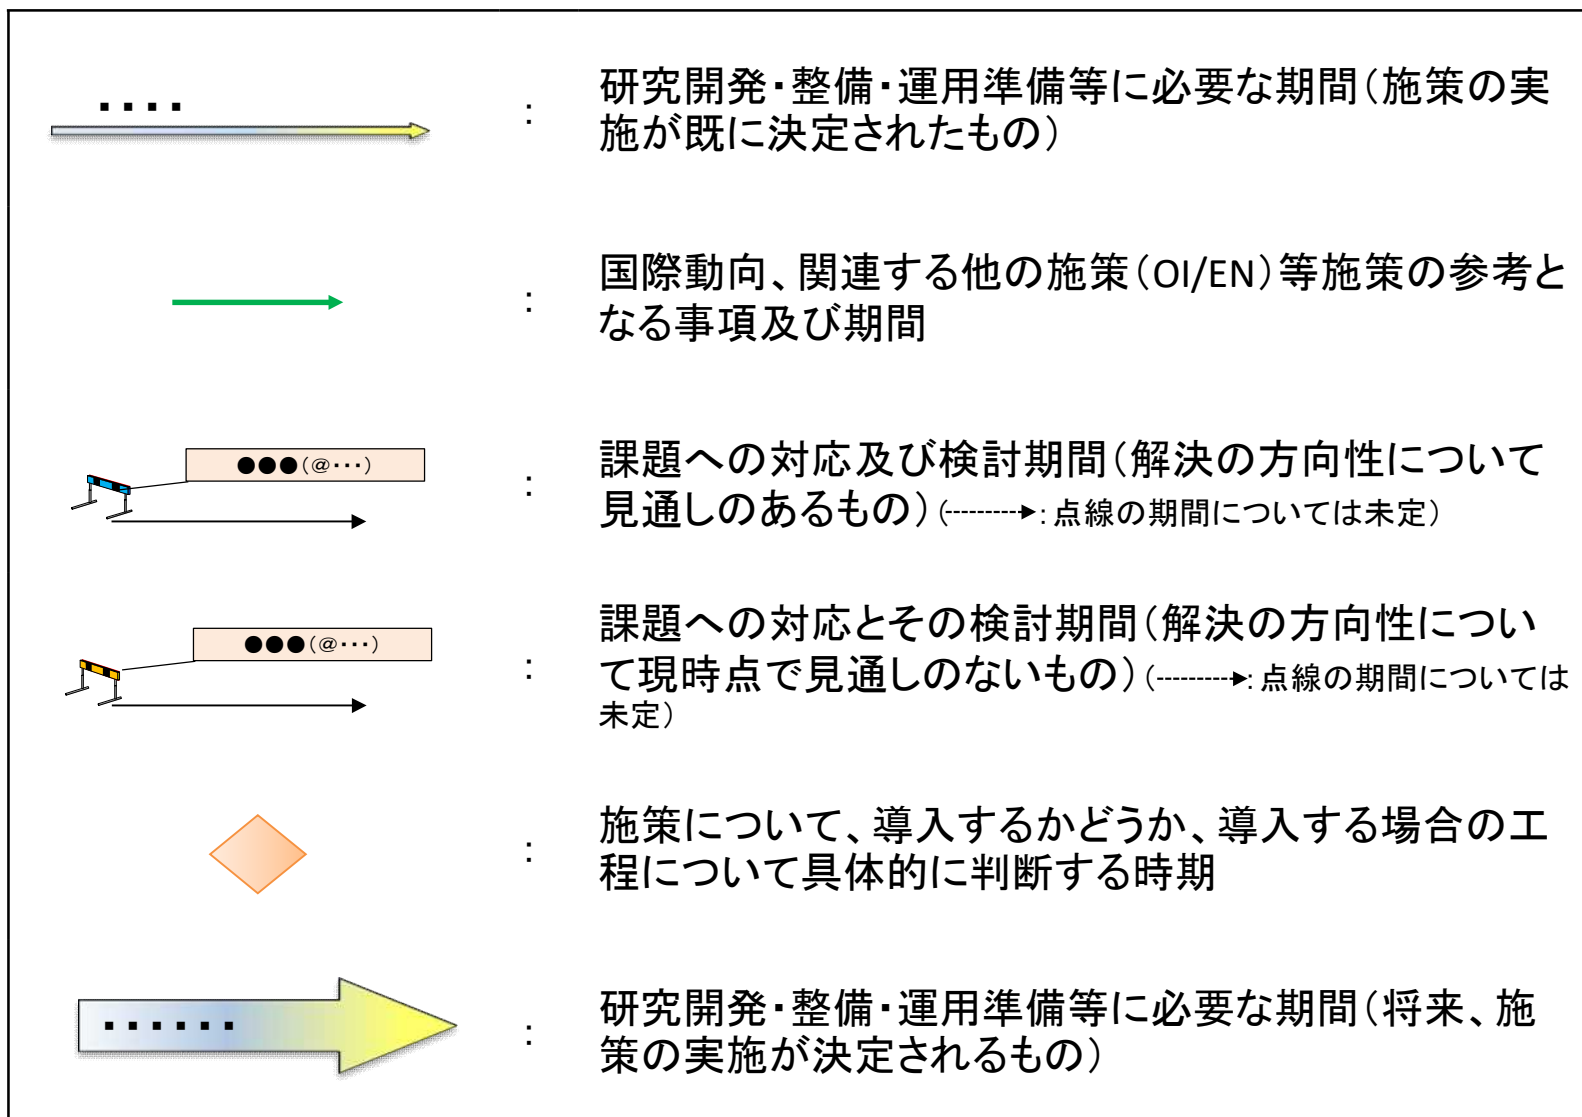 ・・・・
:
研究開発・整備・運用準備等に必要な期間(施策の実
施が既に決定されたもの)
:
国際動向、関連する他の施策(OI/EN)等施策の参考と
なる事項及び期間
●●●(@・・・)
:
課題への対応及び検討期間(解決の方向性について
見通しのあるもの)(---------▶:点線の期間については未定)
●●●(@・・・)
:
課題への対応とその検討期間(解決の方向性につい
て現時点で見通しのないもの)(---------▶:点線の期間については
未定)
:
施策について、導入するかどうか、導入する場合の工
程について具体的に判断する時期
・・・・・・
:
研究開発・整備・運用準備等に必要な期間(将来、施
策の実施が決定されるもの)